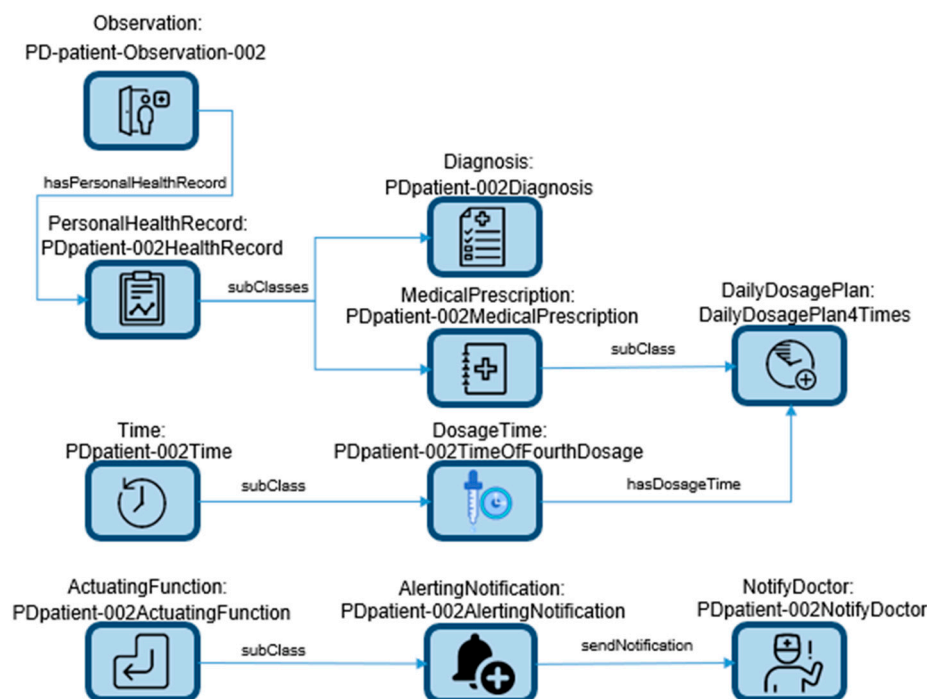 Observation:
PD-patient-Observation-002
hasPersonalHealthRecord
PersonalHealthRecord:
PDpatient-002HealthRecord
subClasses
Diagnosis:
PDpatient-002Diagnosis
MedicalPrescription:
PDpatient-002MedicalPrescription
subClass
DailyDosagePlan:
DailyDosagePlan4Times
Time:
PDpatient-002Time
subClass
DosageTime:
PDpatient-002TimeOfFourthDosage
hasDosageTime
ActuatingFunction:
PDpatient-002ActuatingFunction
subClass
AlertingNotification:
PDpatient-002AlertingNotification
sendNotification
NotifyDoctor:
PDpatient-002NotifyDoctor